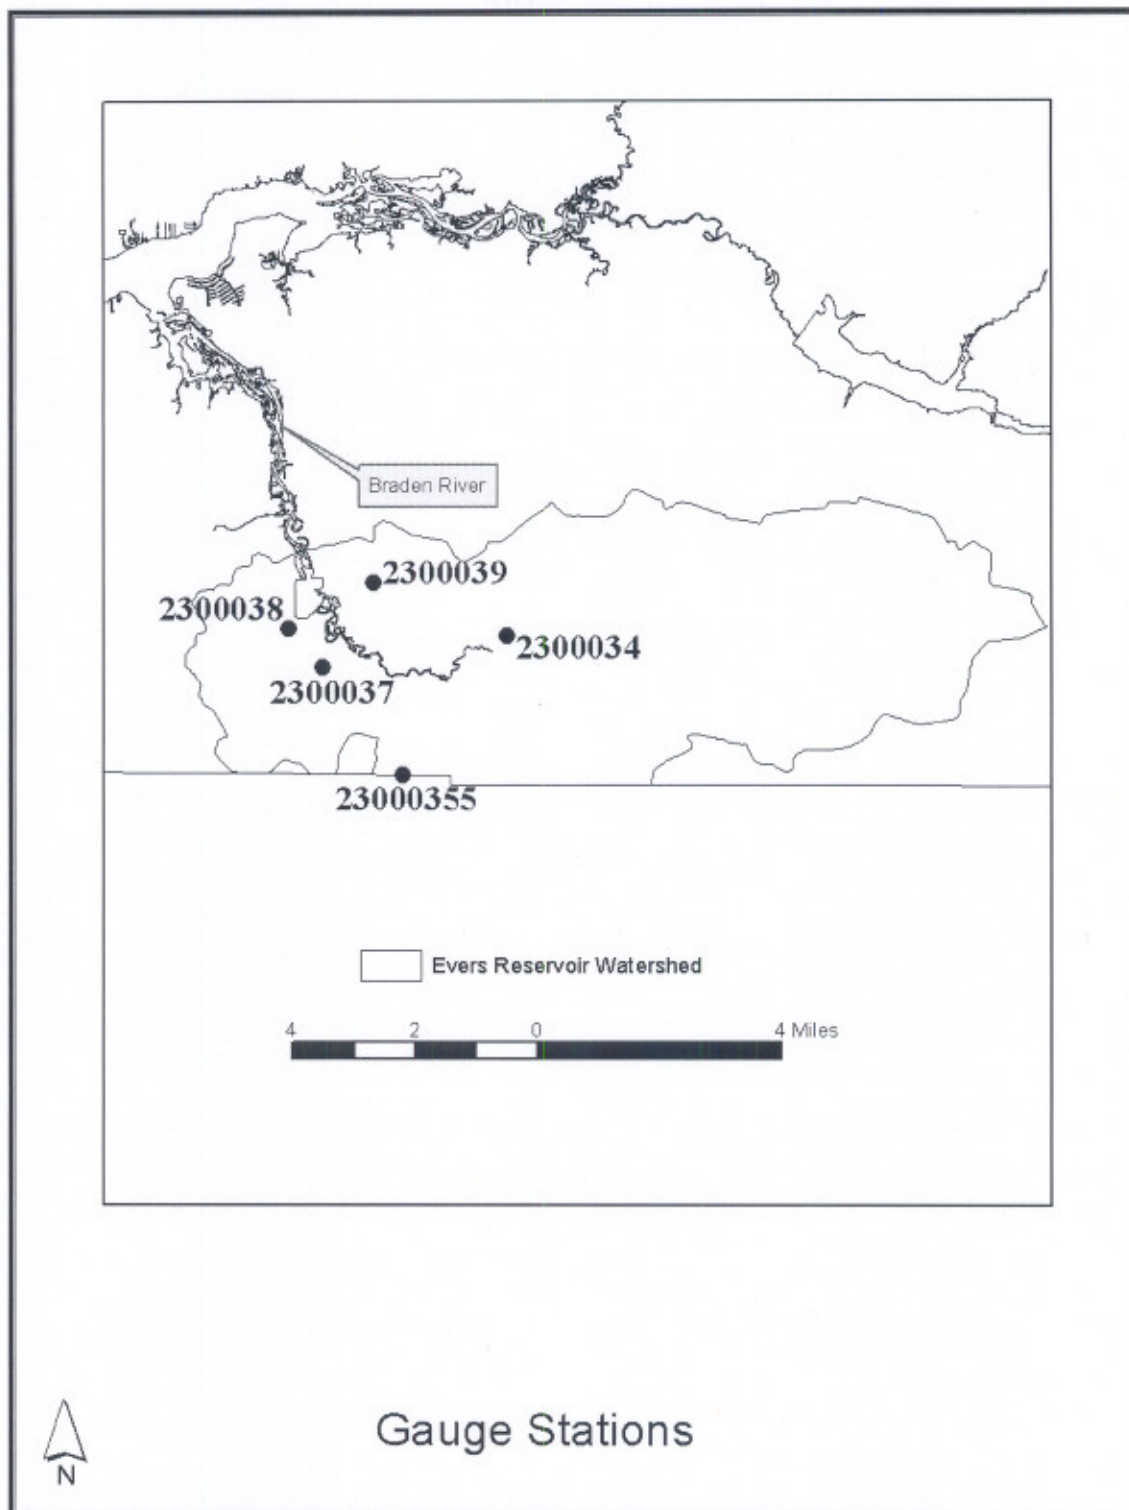 Braden River
2300039
2300038
2300034
2300037
23000355
Evers Reservoir Watershed
4 2 0 4 Miles
Gauge Stations
N